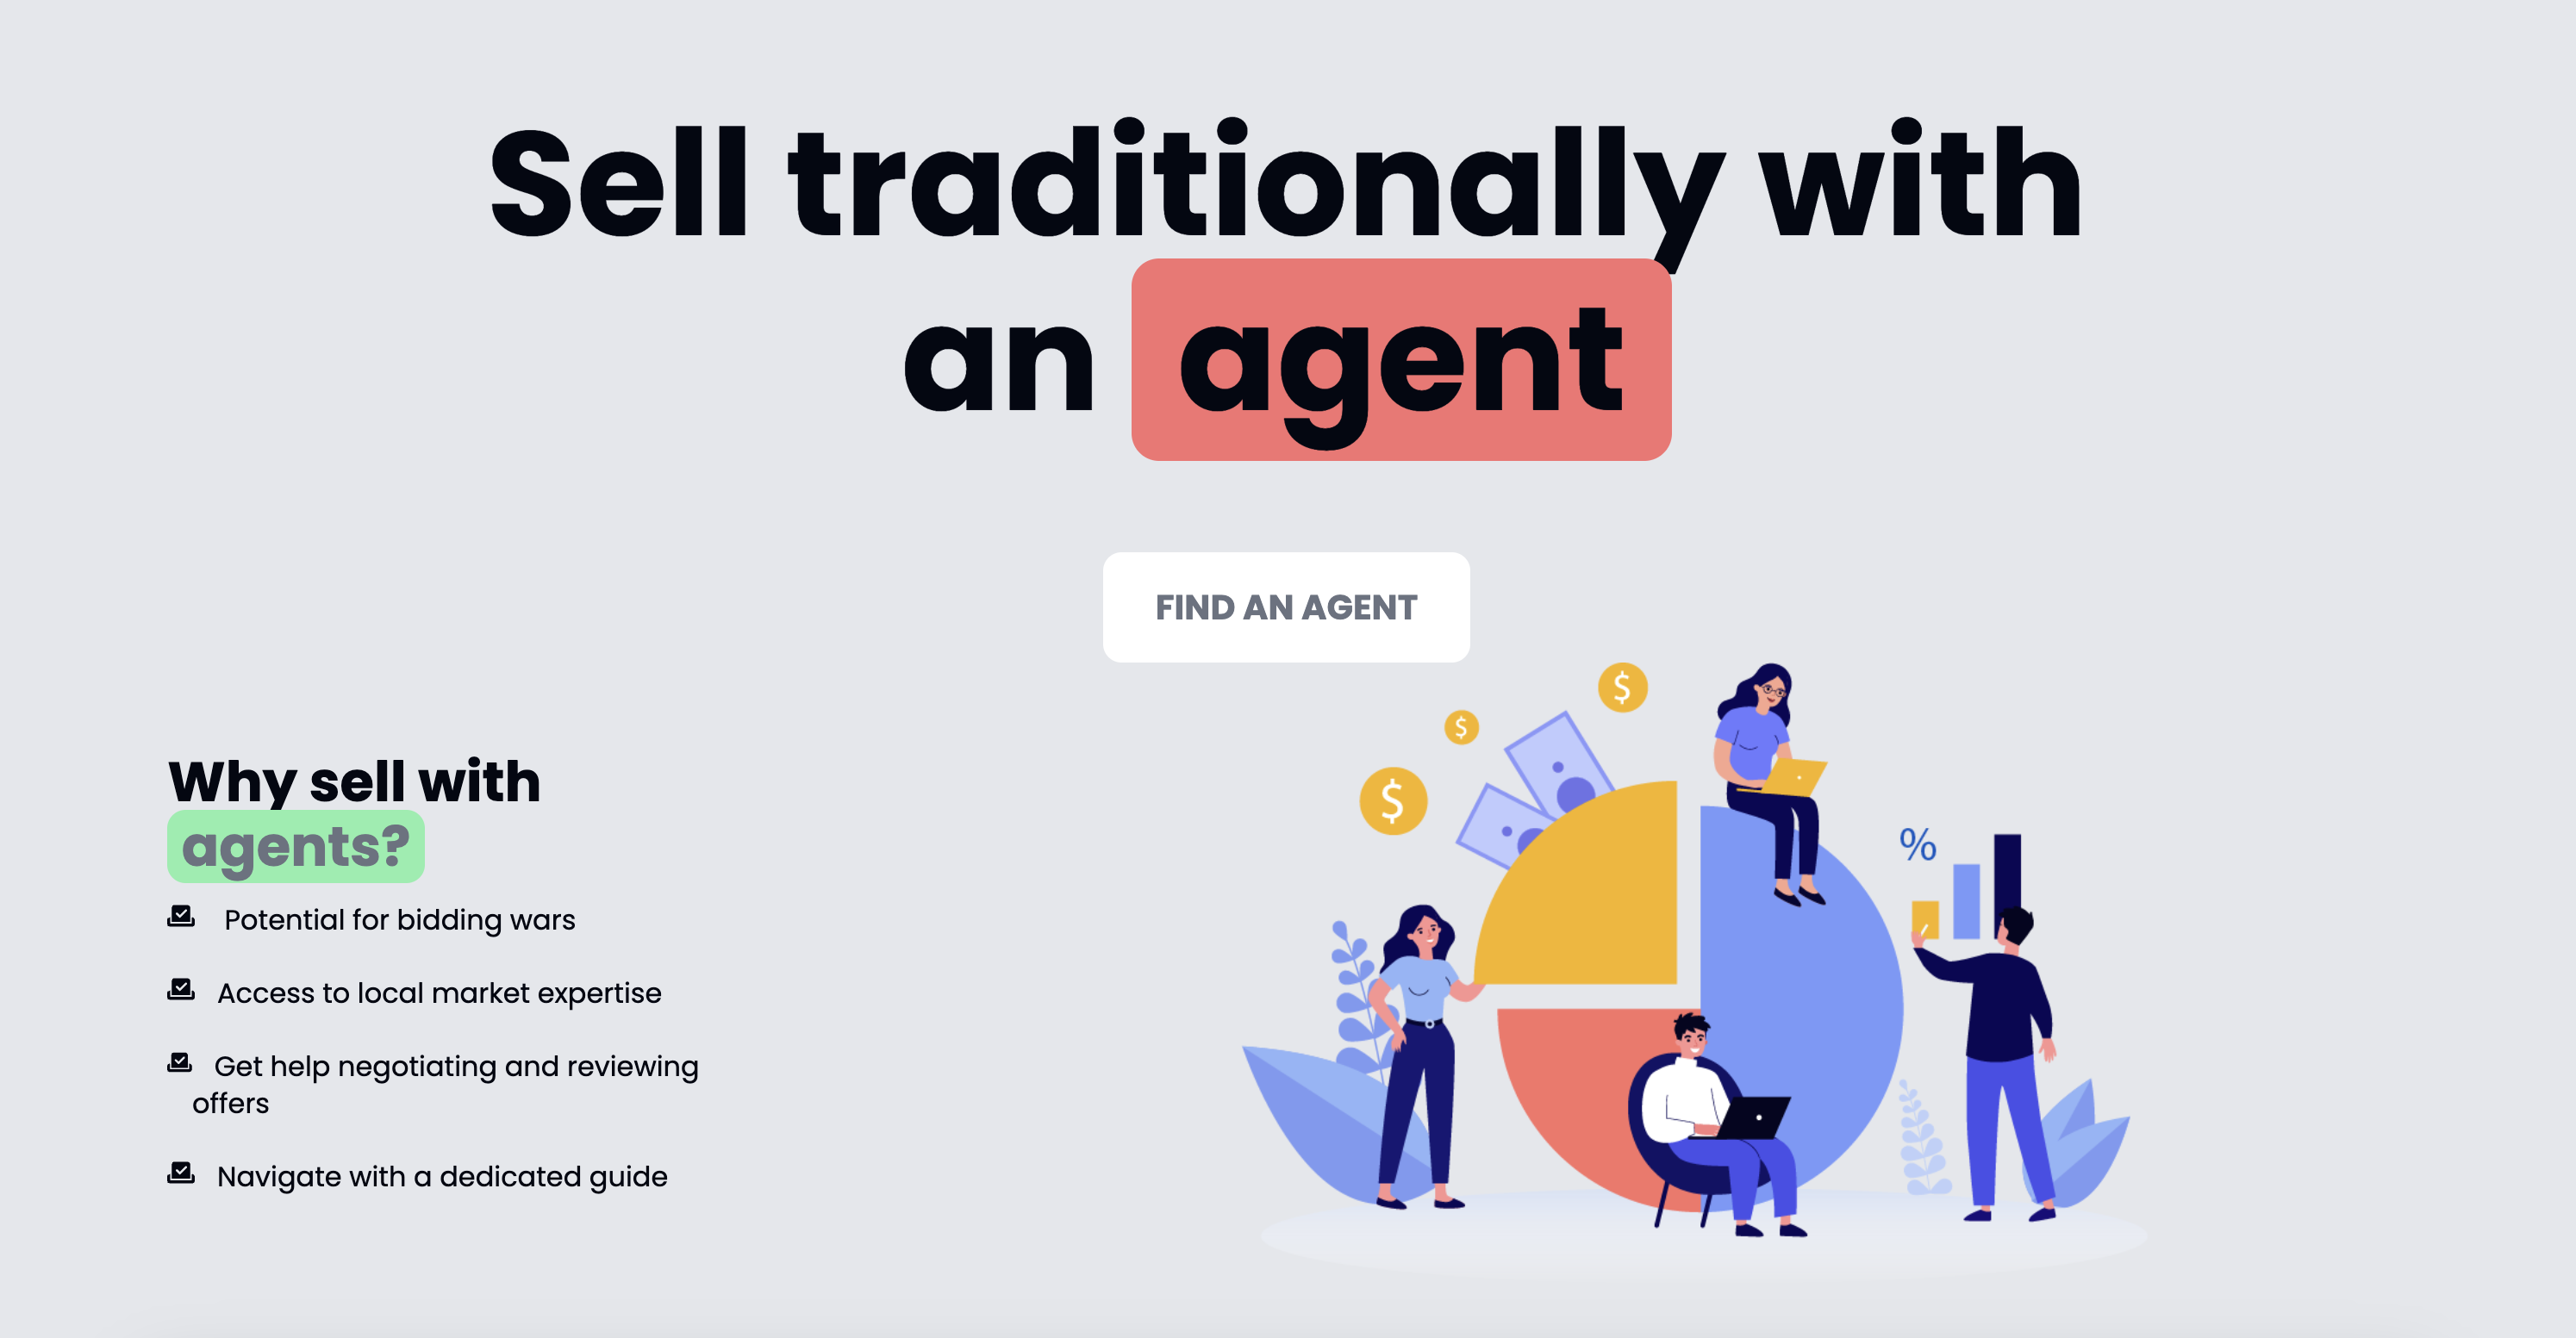 Sell traditionally with
an agent
FIND AN AGENT
$
$
$
Why sell with
agents?
%
Potential for bidding wars
Access to local market expertise
Get help negotiating and reviewing
offers
Navigate with a dedicated guide